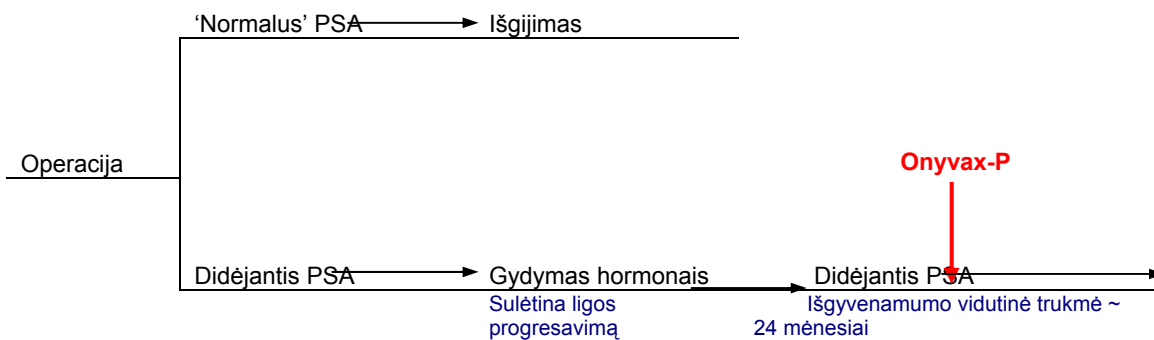 ‘Normalus’ PSA
Išgijimas
Operacija
Onyvax-P
Didėjantis PSA
Gydymas hormonais
Didėjantis PSA
Sulėtina ligos
progresavimą
Išgyvenamumo vidutinė trukmė ~
24 mėnesiai